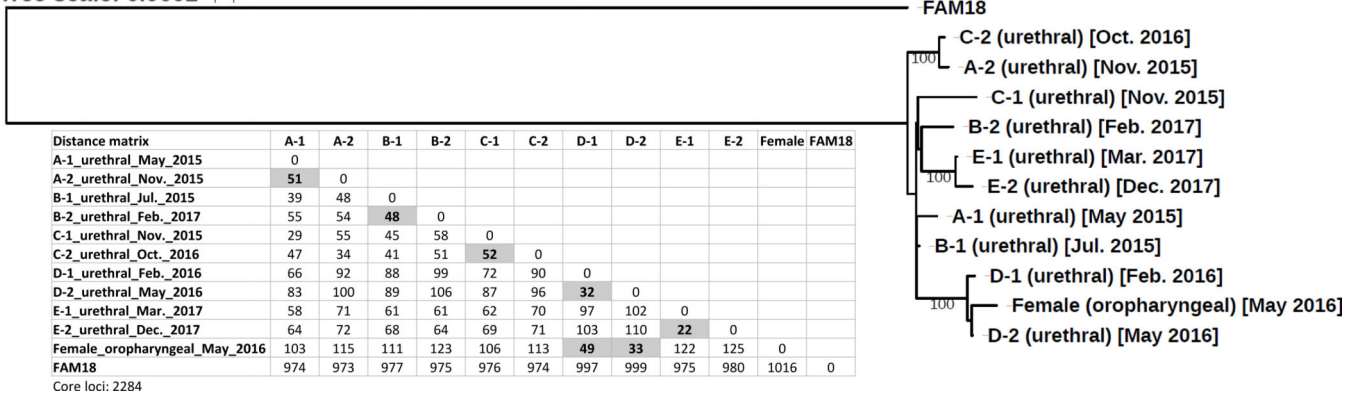 FAM18
C-2 (urethral) [Oct. 2016]
100
A-2 (urethral) [Nov. 2015]
C-1 (urethral) [Nov. 2015]
B-2 (urethral) [Feb. 2017]
E-1 (urethral) [Mar. 2017]
100
E-2 (urethral) [Dec. 2017]
A-1 (urethral) [May 2015]
B-1 (urethral) [Jul. 2015]
D-1 (urethral) [Feb. 2016]
100
Female (oropharyngeal) [May 2016]
D-2 (urethral) [May 2016]
Distance matrix A-1 A-2 B-1 B-2 C-1 C-2 D-1 D-2 E-1 E-2 Female FAM18
A-1_urethral_May_2015 0
A-2_urethral_Nov._2015 51 0
B-1_urethral_Jul._2015 39 48 0
B-2_urethral_Feb._2017 55 54 48 0
C-1_urethral_Nov._2015 29 55 45 58 0
C-2_urethral_Oct._2016 47 34 41 51 52 0
D-1_urethral_Feb._2016 66 92 88 99 72 90 0
D-2_urethral_May_2016 83 100 89 106 87 96 32 0
E-1_urethral_Mar._2017 58 71 61 61 62 70 97 102 0
E-2_urethral_Dec._2017 64 72 68 64 69 71 103 110 22 0
Female_oropharyngeal_May_2016 103 115 111 123 106 113 49 33 122 125 0
FAM18 974 973 977 975 976 974 997 999 975 980 1016 0
Core loci: 2284